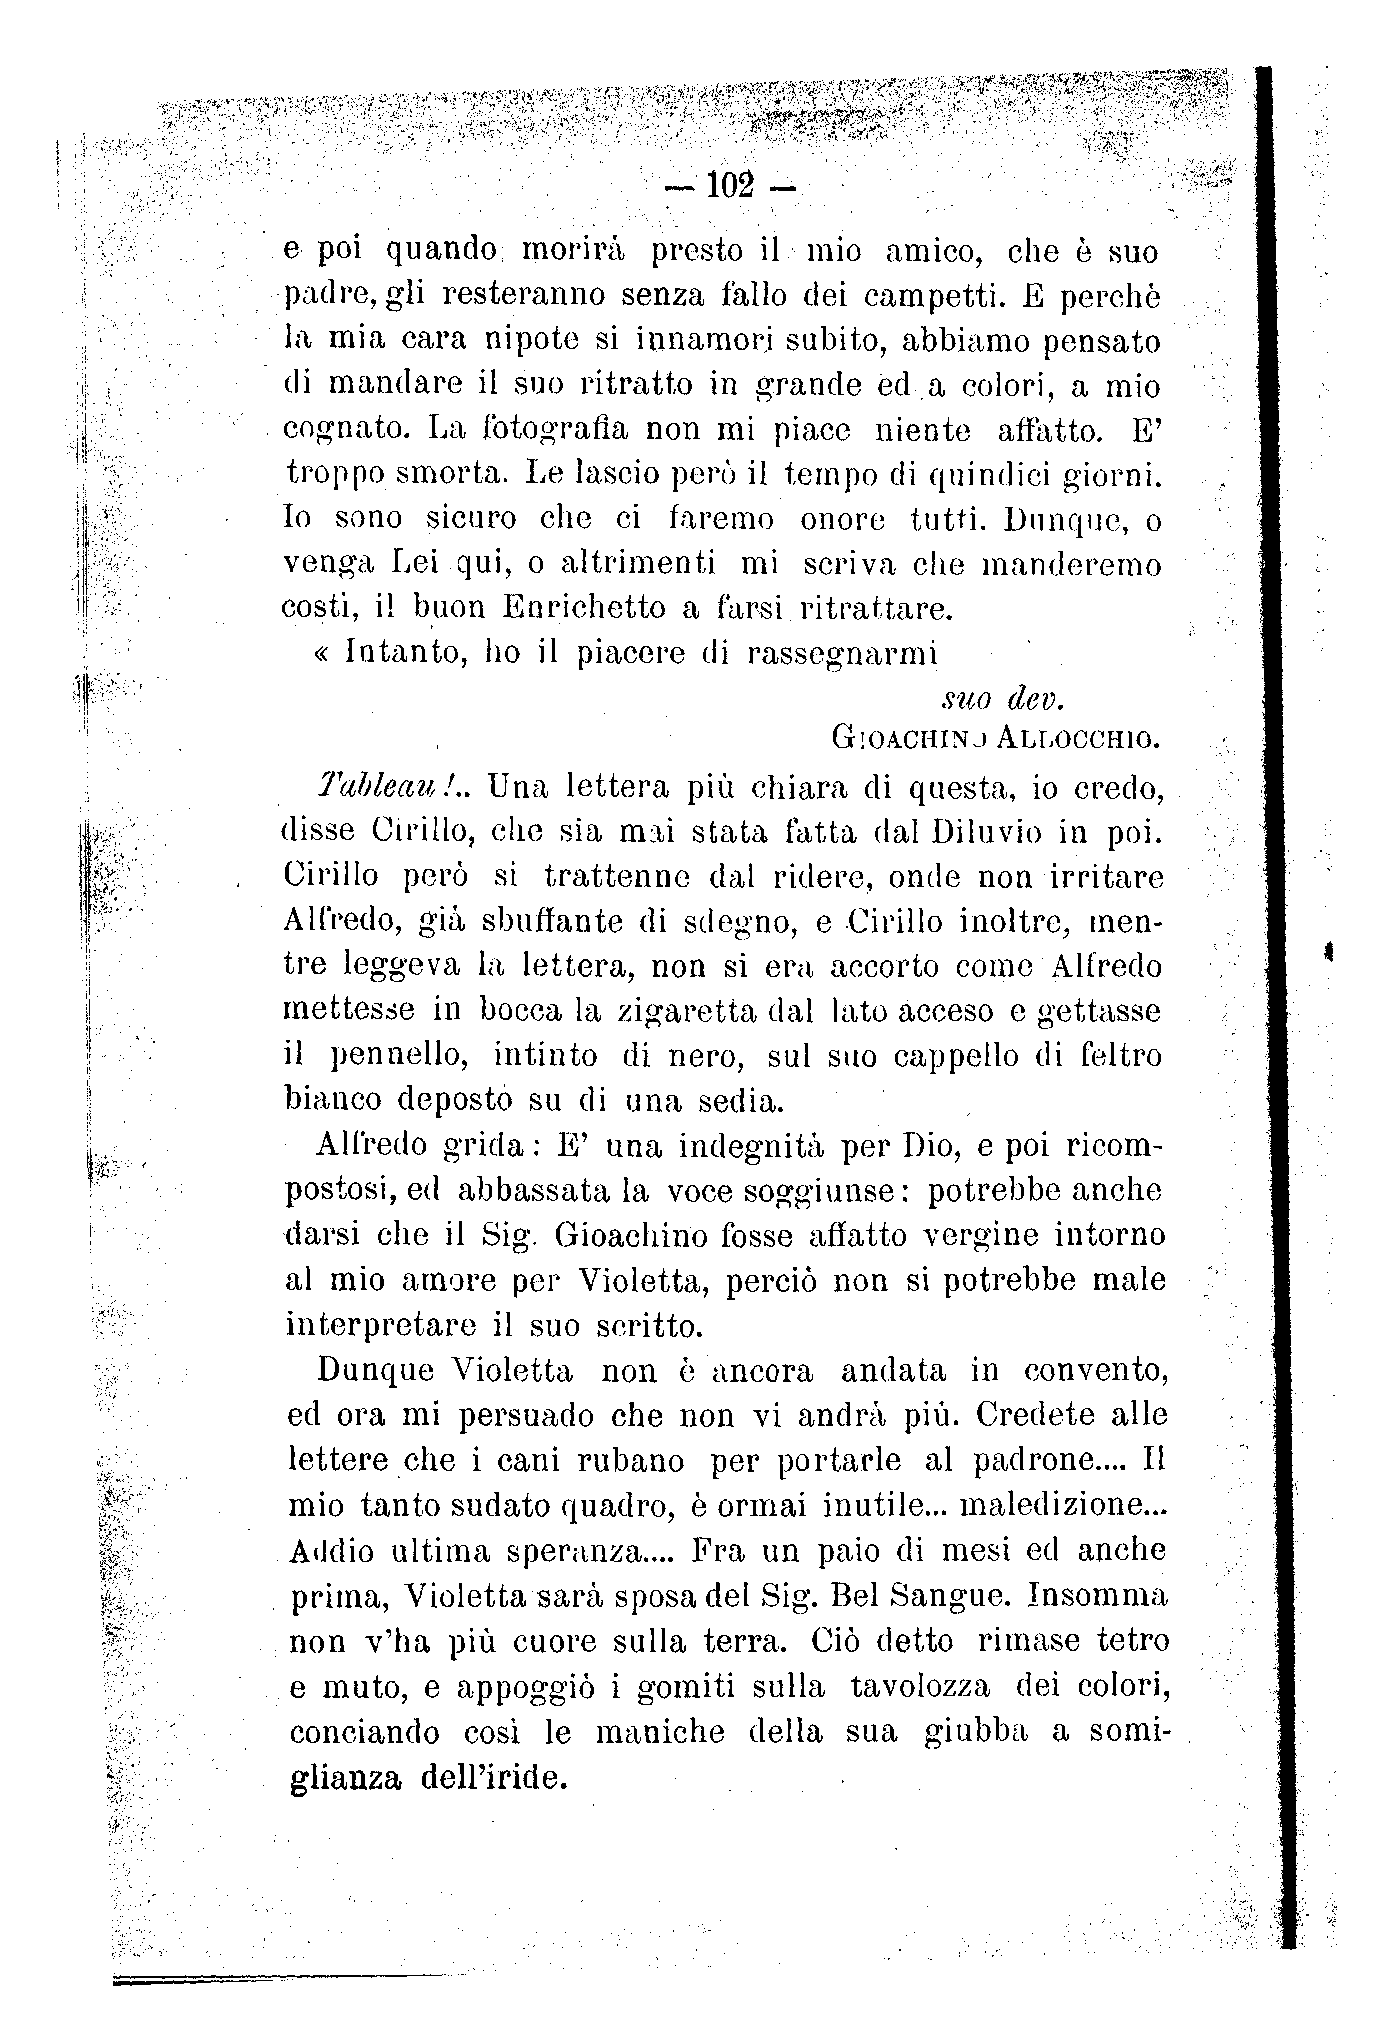 — 102 —
e poi quando morirà presto il mio amico, che è suo
padre, gli resteranno senza fallo dei campetti. E perchè
la mia cara nipote si innamori subito, abbiamo pensato
di mandare il suo ritratto in grande ed a colori, a mio
cognato. La fotografia non mi piace niente affatto. E'
troppo smorta. Le lascio però il tempo di quindici giorni.
Io sono sicuro che ci faremo onore tutti. Dunque, o
venga Lei qui, o altrimenti mi scriva che manderemo
costì, il buon Enrichetto a farsi ritrattare.
« Intanto, ho il piacere di rassegnarmi
suo dev.
GIOACHINO ALLOCCHIO.
Tableau!.. Una lettera più chiara di questa, io credo,
disse Cirillo, che sia mai stata fatta dal Diluvio in poi.
Cirillo però si trattenne dal ridere, onde non irritare
Alfredo, già sbuffante di sdegno, e Cirillo inoltre, men-
tre leggeva la lettera, non si era accorto come Alfredo
mettesse in bocca la zigaretta dal lato acceso e gettasse
il pennello, intinto di nero, sul suo cappello di feltro
bianco deposto su di una sedia.
Alfredo grida: E' una indegnità per Dio, e poi ricom-
postosi, ed abbassata la voce soggiunse: potrebbe anche
darsi che il Sig. Gioachino fosse affatto vergine intorno
al mio amore per Violetta, perciò non si potrebbe male
interpretare il suo scritto.
Dunque Violetta non è ancora andata in convento,
ed ora mi persuado che non vi andrà più. Credete alle
lettere che i cani rubano per portarle al padrone.... Il
mio tanto sudato quadro, è ormai inutile... maledizione...
Addio ultima speranza.... Fra un paio di mesi ed anche
prima, Violetta sarà sposa del Sig. Bel Sangue. Insomma
non v'ha più cuore sulla terra. Ciò detto rimase tetro
e muto, e appoggiò i gomiti sulla tavolozza dei colori,
conciando così le maniche della sua giubba a somi-
glianza dell'iride.